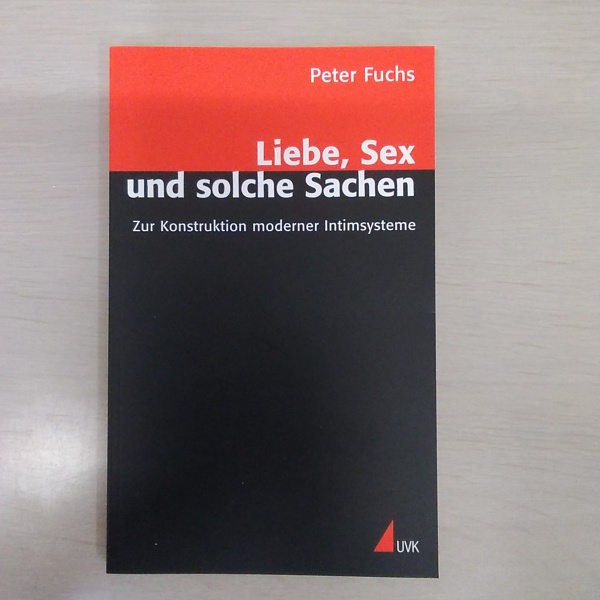 Peter Fuchs
Liebe, Sex
und solche Sachen
Zur Konstruktion moderner Intimsysteme
UVK